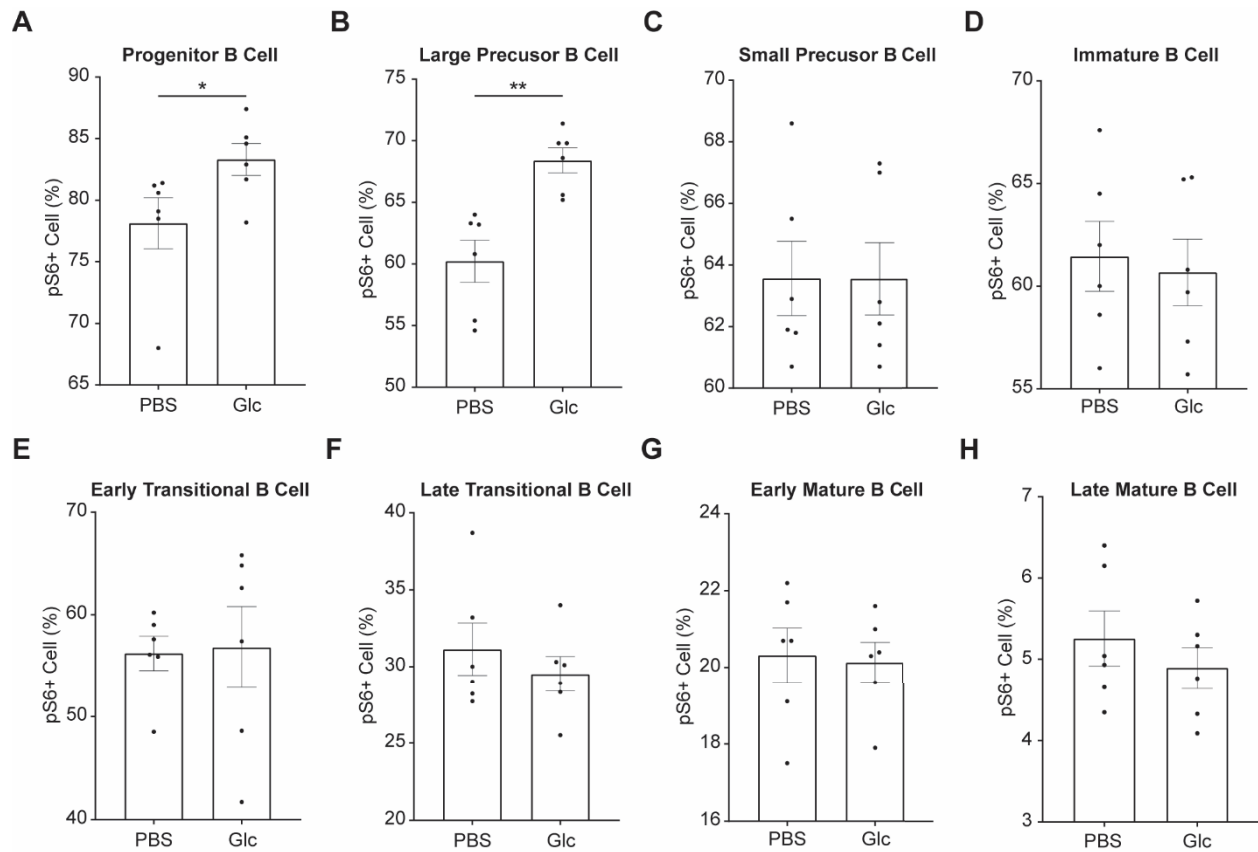 A
Progenitor B Cell
90
85
80
75
70
65
pS6+ Cell (%)
*
PBS
Glc
B
Large Precusor B Cell
75
70
65
60
55
50
pS6+ Cell (%)
**
PBS
Glc
C
Small Precusor B Cell
70
68
66
64
62
60
pS6+ Cell (%)
PBS
Glc
D
Immature B Cell
70
65
60
55
pS6+ Cell (%)
PBS
Glc
E
Early Transitional B Cell
70
60
50
40
pS6+ Cell (%)
PBS
Glc
F
Late Transitional B Cell
40
35
30
25
20
pS6+ Cell (%)
PBS
Glc
G
Early Mature B Cell
24
22
20
18
16
pS6+ Cell (%)
PBS
Glc
H
Late Mature B Cell
7
6
5
4
3
pS6+ Cell (%)
PBS
Glc